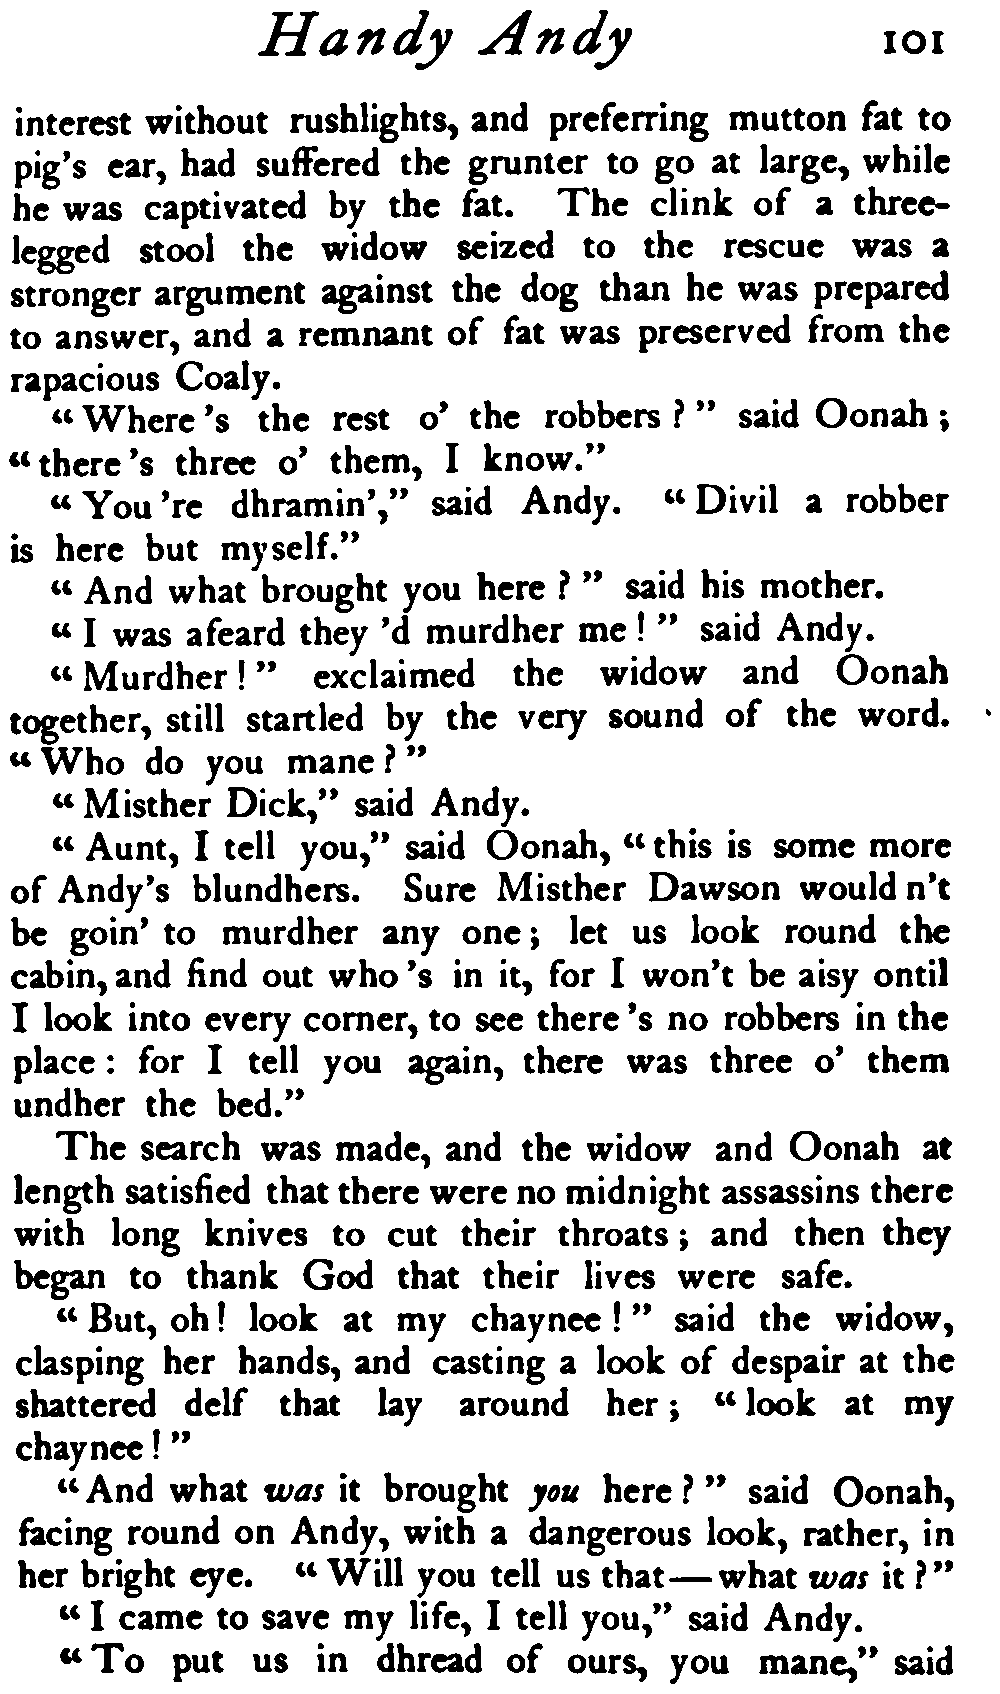 Handy Andy 101
interest without rushlights, and preferring mutton fat to
pig's ear, had suffered the grunter to go at large, while
he was captivated by the fat. The clink of a three-
legged stool the widow seized to the rescue was a
stronger argument against the dog than he was prepared
to answer, and a remnant of fat was preserved from the
rapacious Coaly.
“Where 's the rest o' the robbers?” said Oonah;
“there 's three o' them, I know.”
“You 're dhramin',” said Andy. “Divil a robber
is here but myself.”
“And what brought you here?” said his mother.
“I was afeard they 'd murdher me!” said Andy.
“Murdher!” exclaimed the widow and Oonah
together, still startled by the very sound of the word.
“Who do you mane?”
“Misther Dick,” said Andy.
“Aunt, I tell you,” said Oonah, “this is some more
of Andy's blundhers. Sure Misther Dawson would n't
be goin' to murdher any one; let us look round the
cabin, and find out who 's in it, for I won't be aisy ontil
I look into every corner, to see there 's no robbers in the
place: for I tell you again, there was three o' them
undher the bed.”
The search was made, and the widow and Oonah at
length satisfied that there were no midnight assassins there
with long knives to cut their throats; and then they
began to thank God that their lives were safe.
“But, oh! look at my chaynee!” said the widow,
clasping her hands, and casting a look of despair at the
shattered delf that lay around her; “look at my
chaynee!”
“And what was it brought you here?” said Oonah,
facing round on Andy, with a dangerous look, rather, in
her bright eye. “Will you tell us that—what was it?”
“I came to save my life, I tell you,” said Andy.
“To put us in dhread of ours, you mane,” said